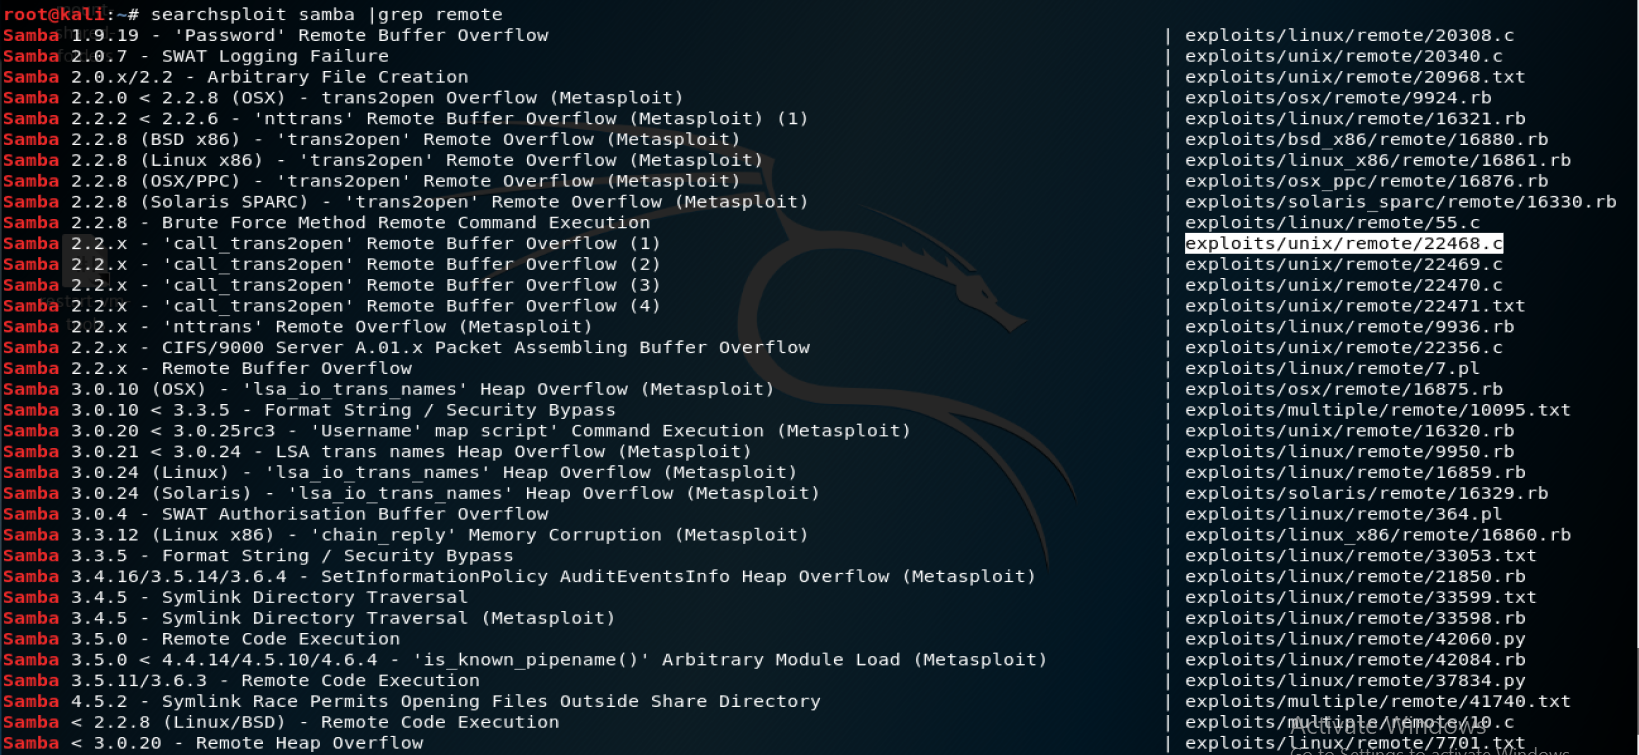 root@kali:~# searchsploit samba |grep remote
Samba 1.9.19 - 'Password' Remote Buffer Overflow | exploits/linux/remote/20308.c
Samba 2.0.7 - SWAT Logging Failure | exploits/unix/remote/20340.c
Samba 2.0.x/2.2 - Arbitrary File Creation | exploits/unix/remote/20968.txt
Samba 2.2.0 < 2.2.8 (OSX) - trans2open Overflow (Metasploit) | exploits/osx/remote/9924.rb
Samba 2.2.2 < 2.2.6 - 'nttrans' Remote Buffer Overflow (Metasploit) (1) | exploits/linux/remote/16321.rb
Samba 2.2.8 (BSD x86) - 'trans2open' Remote Overflow (Metasploit) | exploits/bsd_x86/remote/16880.rb
Samba 2.2.8 (Linux x86) - 'trans2open' Remote Overflow (Metasploit) | exploits/linux_x86/remote/16861.rb
Samba 2.2.8 (OSX/PPC) - 'trans2open' Remote Overflow (Metasploit) | exploits/osx_ppc/remote/16876.rb
Samba 2.2.8 (Solaris SPARC) - 'trans2open' Remote Overflow (Metasploit) | exploits/solaris_sparc/remote/16330.rb
Samba 2.2.8 - Brute Force Method Remote Command Execution | exploits/linux/remote/55.c
Samba 2.2.x - 'call_trans2open' Remote Buffer Overflow (1) | exploits/unix/remote/22468.c
Samba 2.2.x - 'call_trans2open' Remote Buffer Overflow (2) | exploits/unix/remote/22469.c
Samba 2.2.x - 'call_trans2open' Remote Buffer Overflow (3) | exploits/unix/remote/22470.c
Samba 2.2.x - 'call_trans2open' Remote Buffer Overflow (4) | exploits/unix/remote/22471.txt
Samba 2.2.x - 'nttrans' Remote Overflow (Metasploit) | exploits/linux/remote/9936.rb
Samba 2.2.x - CIFS/9000 Server A.01.x Packet Assembling Buffer Overflow | exploits/unix/remote/22356.c
Samba 2.2.x - Remote Buffer Overflow | exploits/linux/remote/7.pl
Samba 3.0.10 (OSX) - 'lsa_io_trans_names' Heap Overflow (Metasploit) | exploits/osx/remote/16875.rb
Samba 3.0.10 < 3.3.5 - Format String / Security Bypass | exploits/multiple/remote/10095.txt
Samba 3.0.20 < 3.0.25rc3 - 'Username' map script' Command Execution (Metasploit) | exploits/unix/remote/16320.rb
Samba 3.0.21 < 3.0.24 - LSA trans names Heap Overflow (Metasploit) | exploits/linux/remote/9950.rb
Samba 3.0.24 (Linux) - 'lsa_io_trans_names' Heap Overflow (Metasploit) | exploits/linux/remote/16859.rb
Samba 3.0.24 (Solaris) - 'lsa_io_trans_names' Heap Overflow (Metasploit) | exploits/solaris/remote/16329.rb
Samba 3.0.4 - SWAT Authorisation Buffer Overflow | exploits/linux/remote/364.pl
Samba 3.3.12 (Linux x86) - 'chain_reply' Memory Corruption (Metasploit) | exploits/linux_x86/remote/16860.rb
Samba 3.3.5 - Format String / Security Bypass | exploits/linux/remote/33053.txt
Samba 3.4.16/3.5.14/3.6.4 - SetInformationPolicy AuditEventsInfo Heap Overflow (Metasploit) | exploits/linux/remote/21850.rb
Samba 3.4.5 - Symlink Directory Traversal | exploits/linux/remote/33599.txt
Samba 3.4.5 - Symlink Directory Traversal (Metasploit) | exploits/linux/remote/33598.rb
Samba 3.5.0 - Remote Code Execution | exploits/linux/remote/42060.py
Samba 3.5.0 < 4.4.14/4.5.10/4.6.4 - 'is_known_pipename()' Arbitrary Module Load (Metasploit) | exploits/linux/remote/42084.rb
Samba 3.5.11/3.6.3 - Remote Code Execution | exploits/linux/remote/37834.py
Samba 4.5.2 - Symlink Race Permits Opening Files Outside Share Directory | exploits/multiple/remote/41740.txt
Samba < 2.2.8 (Linux/BSD) - Remote Code Execution | exploits/multiple/remote/10.c
Samba < 3.0.20 - Remote Heap Overflow | exploits/linux/remote/7701.txt
Activate Windows
Go to Settings to activate Windows